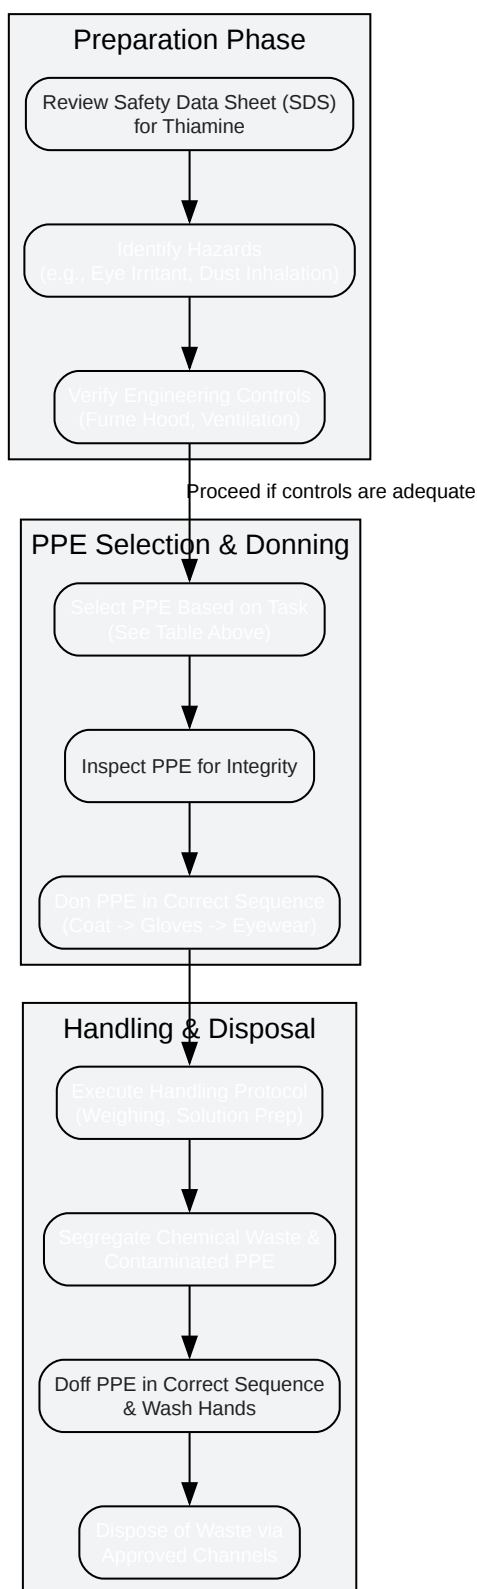 Preparation Phase
Review Safety Data Sheet (SDS)
for Thiamine
Identify Hazards
(e.g., Eye Irritant, Dust Inhalation)
Verify Engineering Controls
(Fume Hood, Ventilation)
Proceed if controls are adequate
PPE Selection & Donning
Select PPE Based on Task
(See Table Above)
Inspect PPE for Integrity
Don PPE in Correct Sequence
(Coat -> Gloves -> Eyewear)
Handling & Disposal
Execute Handling Protocol
(Weighing, Solution Prep)
Segregate Chemical Waste &
Contaminated PPE
Doff PPE in Correct Sequence
& Wash Hands
Dispose of Waste via
Approved Channels